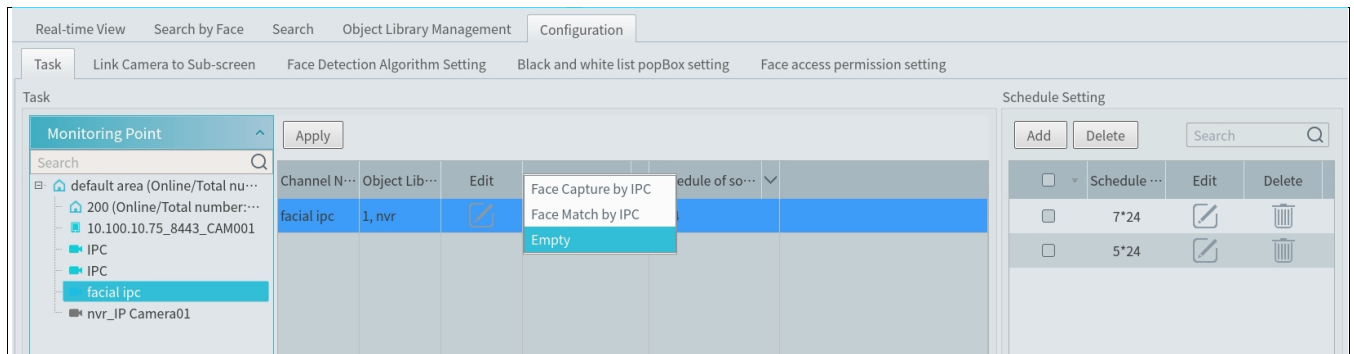 Real-time View Search by Face Search Object Library Management Configuration
Task Link Camera to Sub-screen Face Detection Algorithm Setting Black and white list popBox setting Face access permission setting
Task Schedule Setting
Monitoring Point Apply Add Delete Search
Search
Channel N··· Object Lib··· Edit edule of so··· Schedule ··· Edit Delete
default area (Online/Total nu···
200 (Online/Total number:···
10.100.10.75_8443_CAM001
IPC
IPC
facial ipc
nvr_IP Camera01
facial ipc 1, nvr
Face Capture by IPC
Face Match by IPC
Empty
7*24
5*24